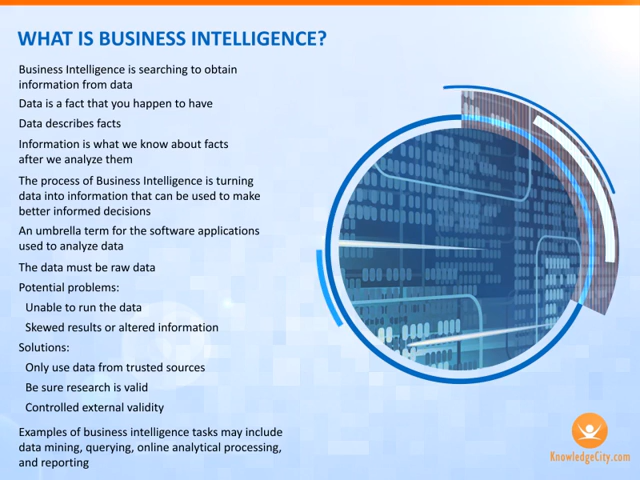 WHAT IS BUSINESS INTELLIGENCE?
Business Intelligence is searching to obtain
information from data
Data is a fact that you happen to have
Data describes facts
Information is what we know about facts
after we analyze them
The process of Business Intelligence is turning
data into information that can be used to make
better informed decisions
An umbrella term for the software applications
used to analyze data
The data must be raw data
Potential problems:
Unable to run the data
Skewed results or altered information
Solutions:
Only use data from trusted sources
Be sure research is valid
Controlled external validity
Examples of business intelligence tasks may include
data mining, querying, online analytical processing,
and reporting
KnowledgeCity.com